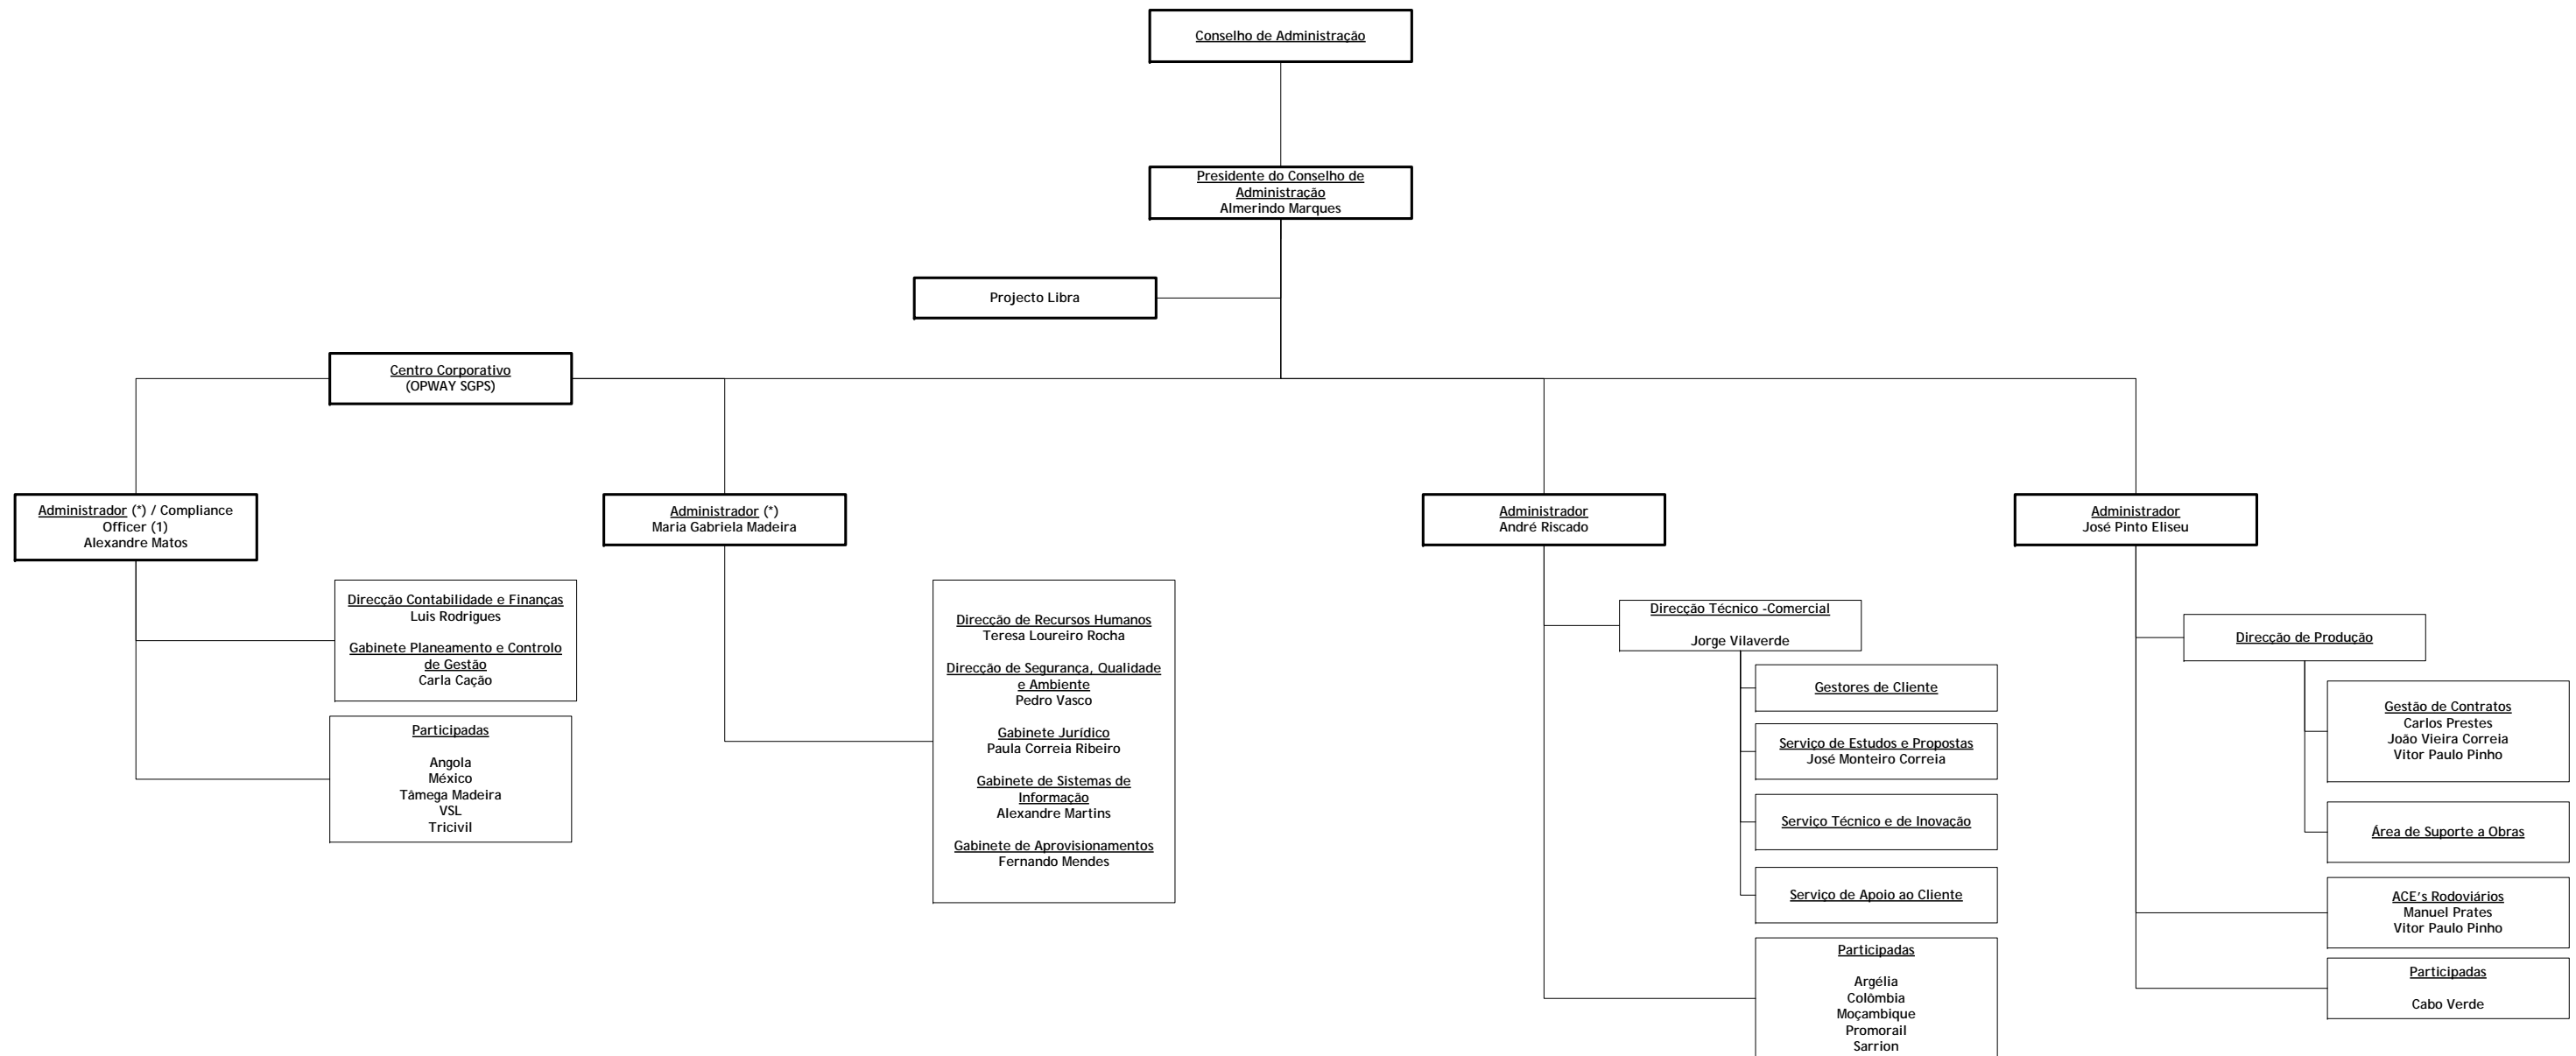 Conselho de Administração
Presidente do Conselho de
Administração
Almerindo Marques
Projecto Libra
Centro Corporativo
(OPWAY SGPS)
Administrador (*) / Compliance
Officer (1)
Alexandre Matos
Administrador (*)
Maria Gabriela Madeira
Administrador
André Riscado
Administrador
José Pinto Eliseu
Direcção Contabilidade e Finanças
Luis Rodrigues
Gabinete Planeamento e Controlo
de Gestão
Carla Cação
Participadas
Angola
México
Tâmega Madeira
VSL
Tricivil
Direcção de Recursos Humanos
Teresa Loureiro Rocha
Direcção de Segurança, Qualidade
e Ambiente
Pedro Vasco
Gabinete Jurídico
Paula Correia Ribeiro
Gabinete de Sistemas de
Informação
Alexandre Martins
Gabinete de Aprovisionamentos
Fernando Mendes
Direcção Técnico -Comercial
Jorge Vilaverde
Gestores de Cliente
Serviço de Estudos e Propostas
José Monteiro Correia
Serviço Técnico e de Inovação
Serviço de Apoio ao Cliente
Participadas
Argélia
Colômbia
Moçambique
Promorail
Sarrion
Direcção de Produção
Gestão de Contratos
Carlos Prestes
João Vieira Correia
Vitor Paulo Pinho
Área de Suporte a Obras
ACE's Rodoviários
Manuel Prates
Vitor Paulo Pinho
Participadas
Cabo Verde